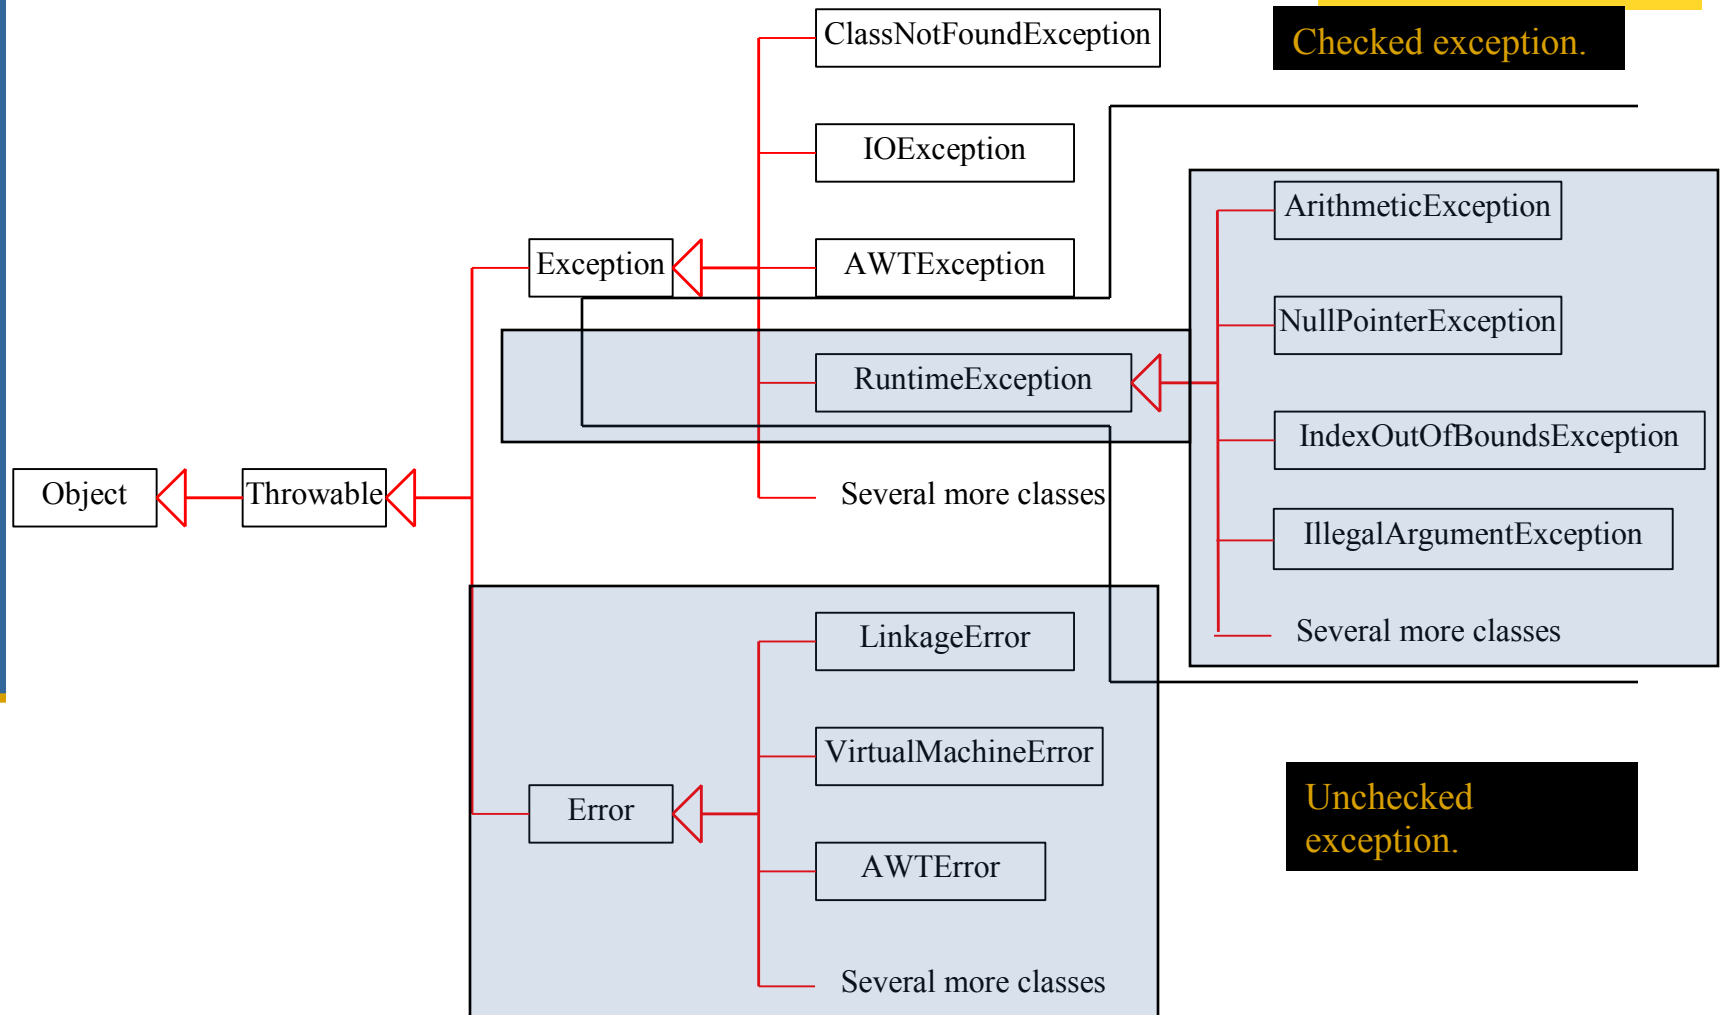 ClassNotFoundException
Checked exception.
IOException
ArithmeticException
Exception
AWTException
NullPointerException
RuntimeException
IndexOutOfBoundsException
Object
Throwable
Several more classes
IllegalArgumentException
LinkageError
Several more classes
VirtualMachineError
Error
Unchecked
exception.
AWTError
Several more classes